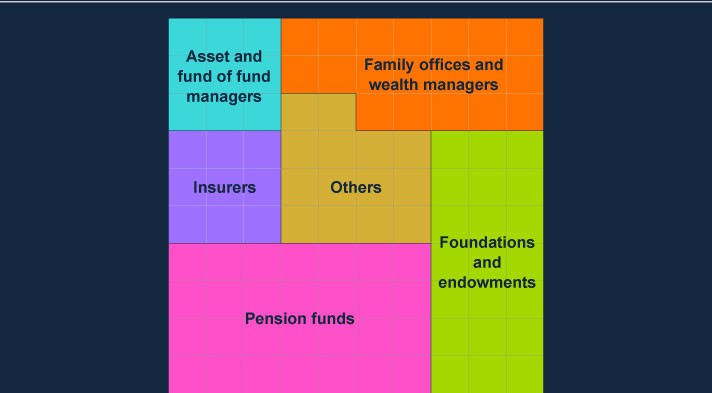 Asset and
fund of fund
managers
Family offices and
wealth managers
Insurers
Others
Foundations
and
endowments
Pension funds